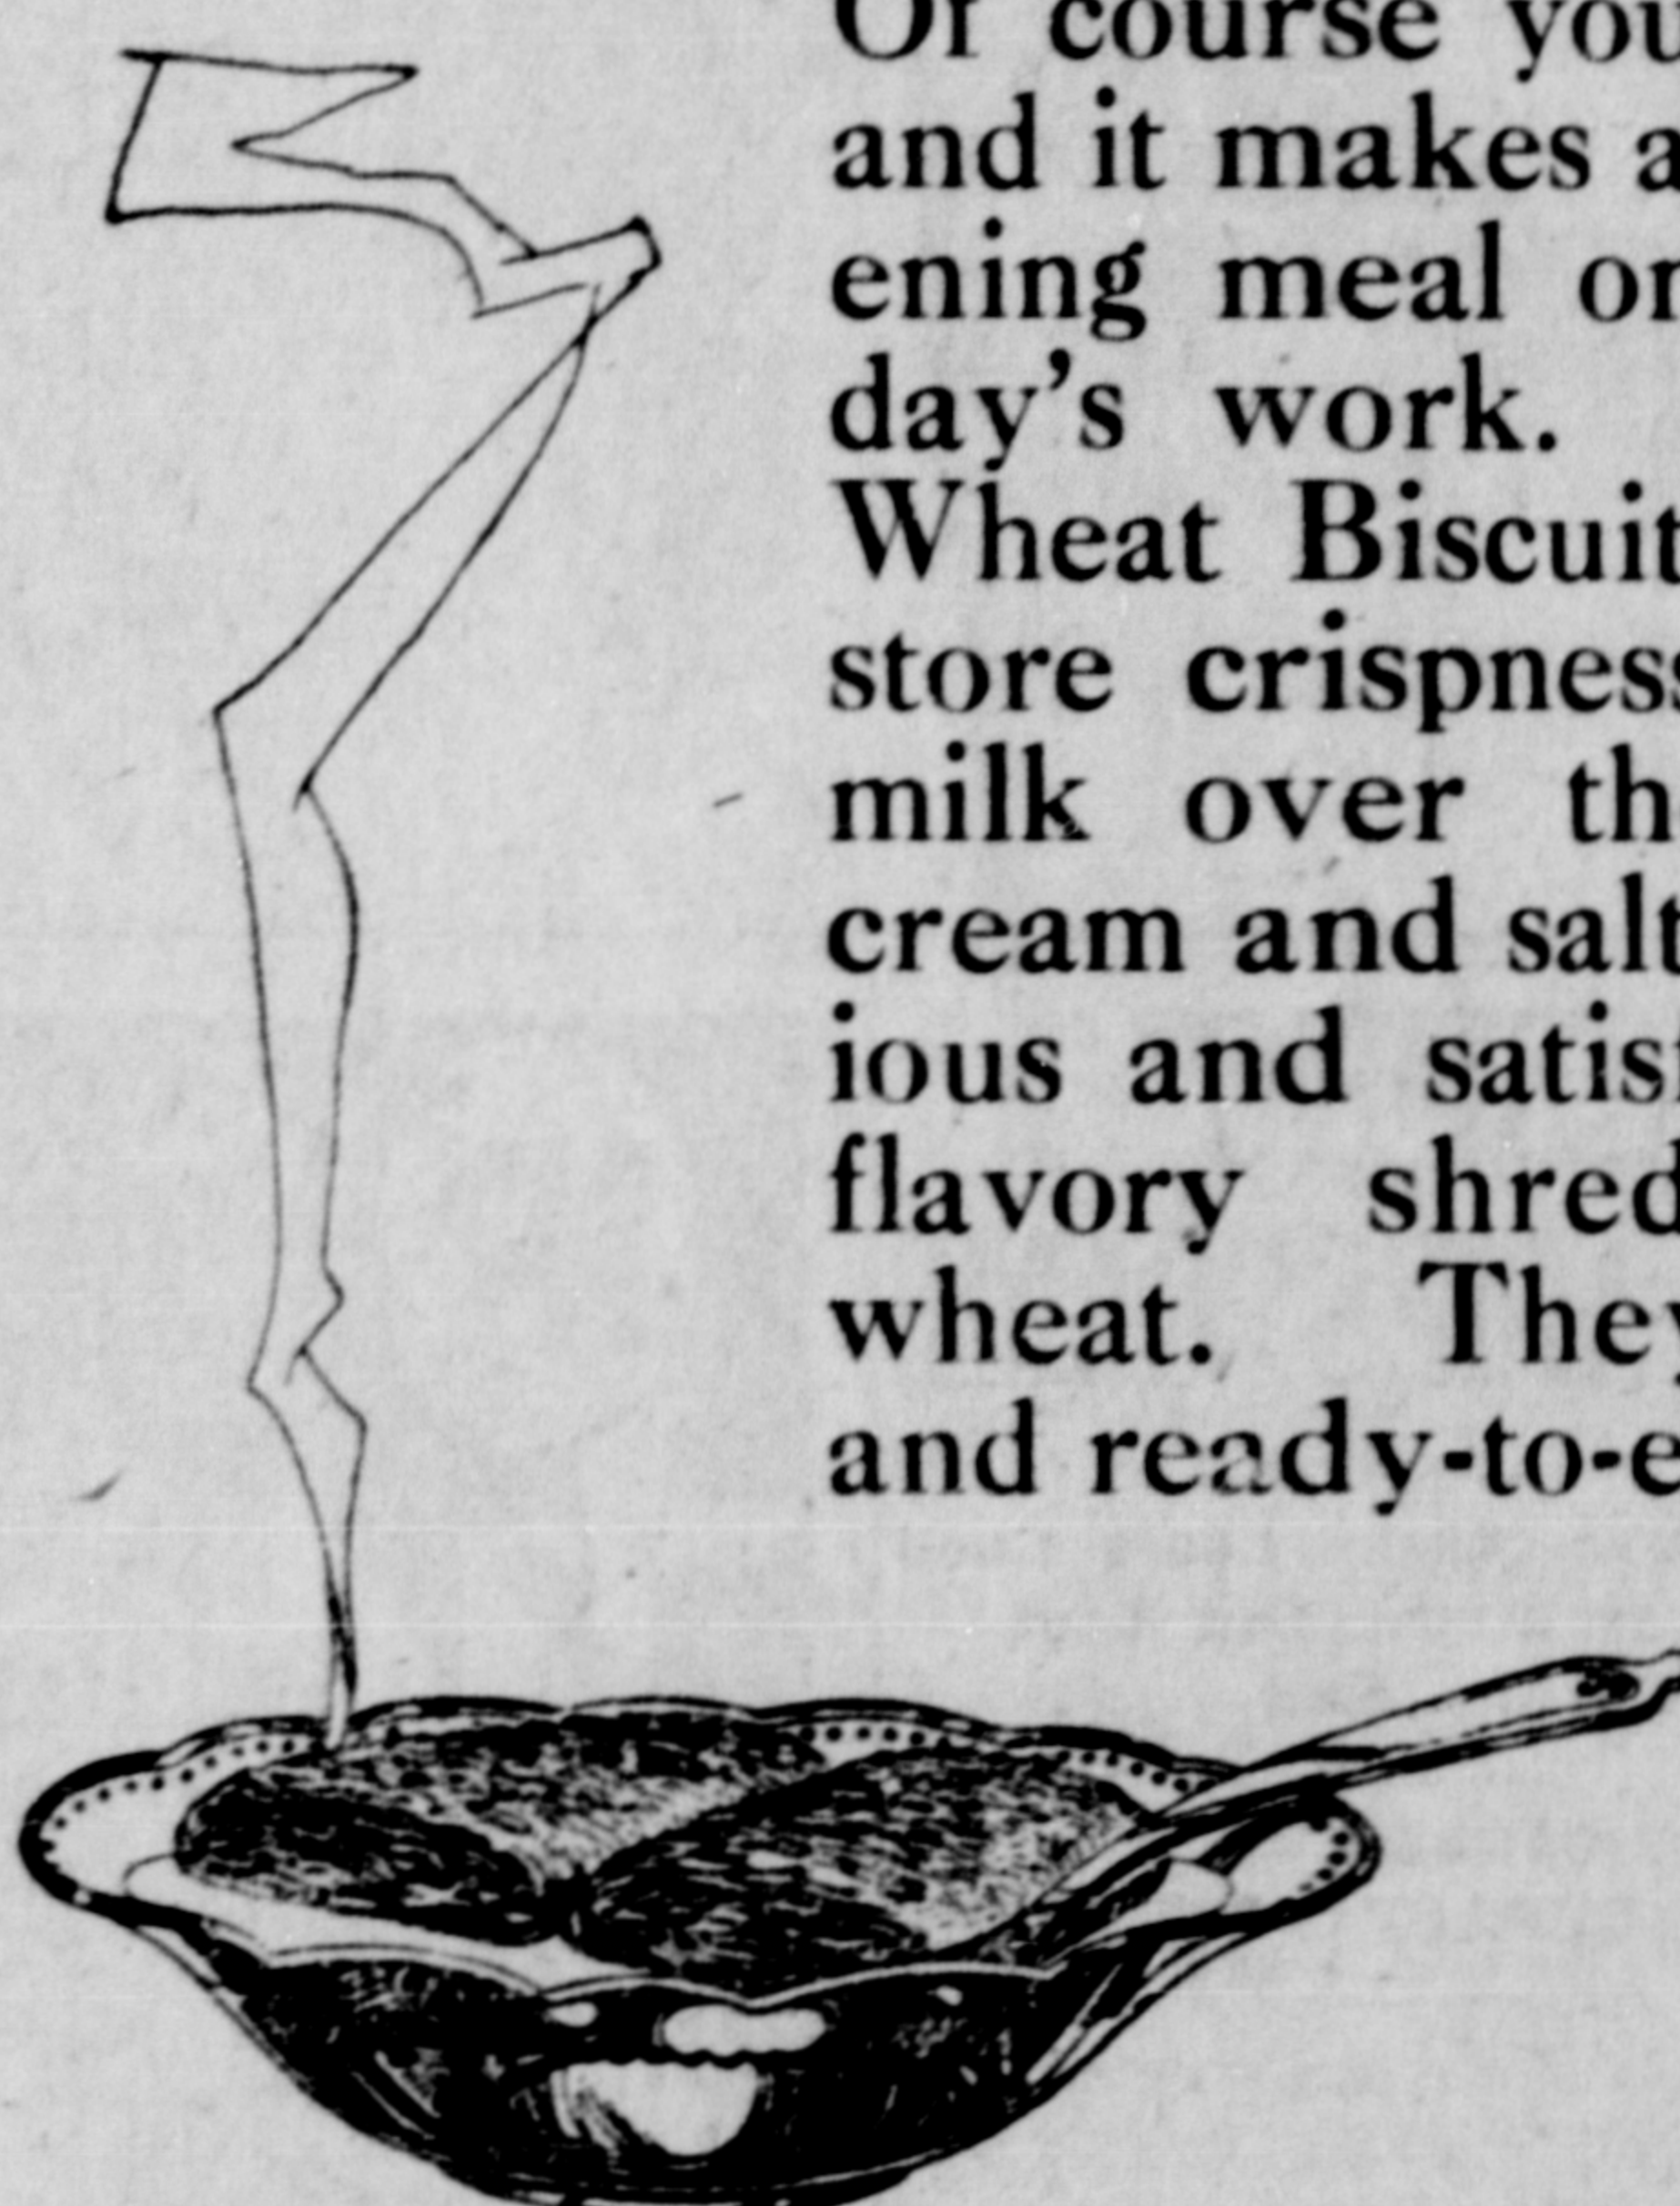 Of course you
and it makes a
ening meal or
day's work.
Wheat Biscuit
store crispness
milk over th
cream and salt
ious and satisf
flavory shred
wheat. They
and ready-to-e